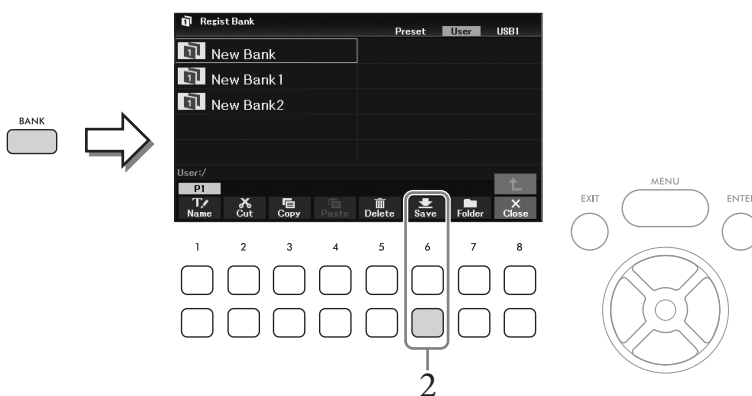 Regist Bank
Preset User USB1
New Bank
New Bank1
New Bank2
BANK
User:/
P1
Name Cut Copy Paste Delete Save Folder Close
EXIT MENU ENTER
1 2 3 4 5 6 7 8
2